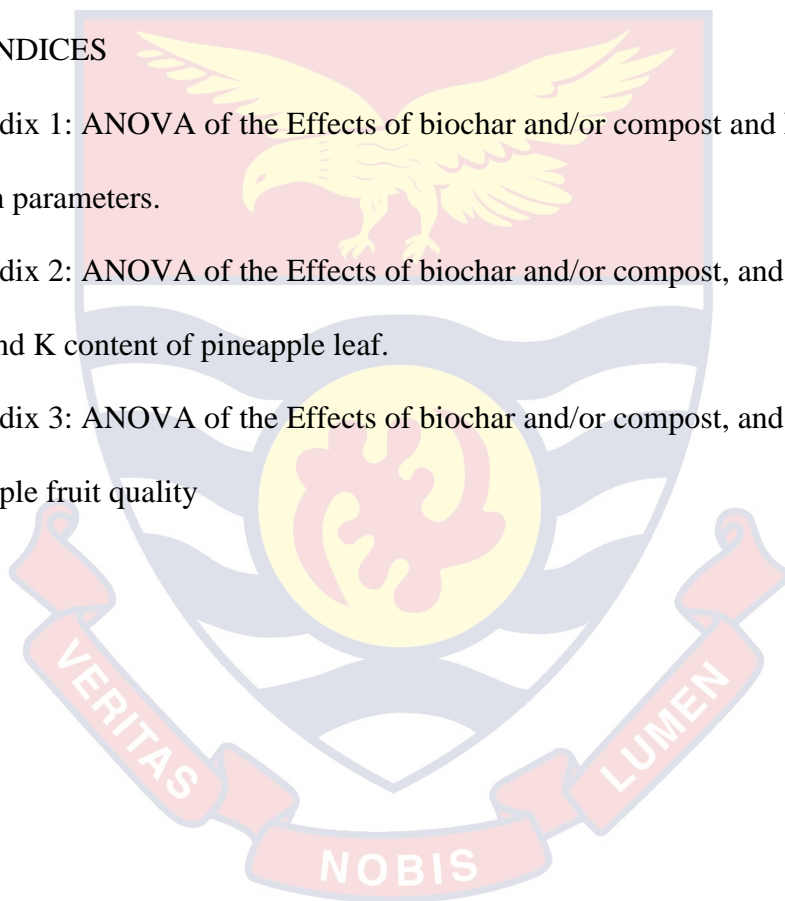 NDICES
dix 1: ANOVA of the Effects of biochar and/or compost and
n parameters.
dix 2: ANOVA of the Effects of biochar and/or compost, and
nd K content of pineapple leaf.
dix 3: ANOVA of the Effects of biochar and/or compost, and
ple fruit quality
VERITAS
NOBIS
LUMEN